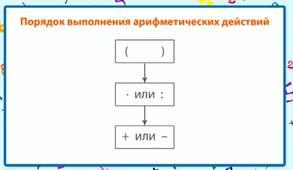 Порядок выполнения арифметических действий
( )
· или :
+ или −